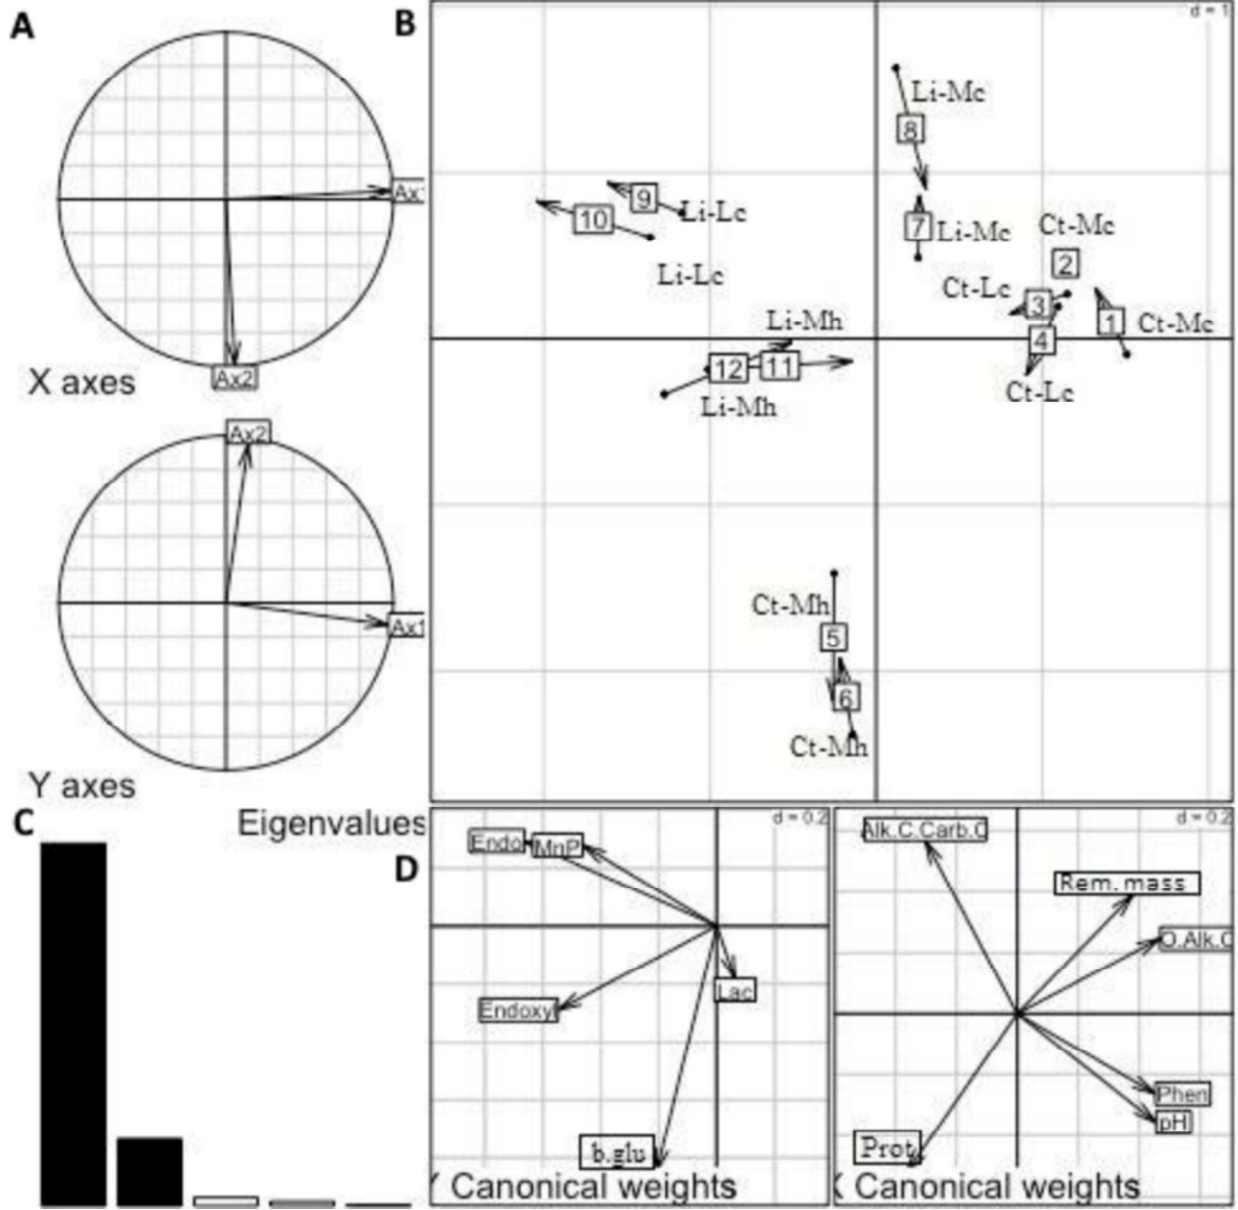 A
Ax1
Ax2
X axes
Ax2
Ax1
Y axes
B
d = 1
Li-Mc
8
9
Li-Lc
10
7
Li-Mc
Ct-Mc
2
Li-Lc
Ct-Lc
3
1
Ct-Mc
Li-Mh
4
12
11
Ct-Lc
Li-Mh
Ct-Mh
5
6
Ct-Mh
C
Eigenvalues
D
d = 0.2
Endo
MnP
Lac
Endoxyl
b.glu
Y Canonical weights
d = 0.2
Alk.C.Carb.C
Rem. mass
O.Alk.C
Phen
pH
Prot
X Canonical weights